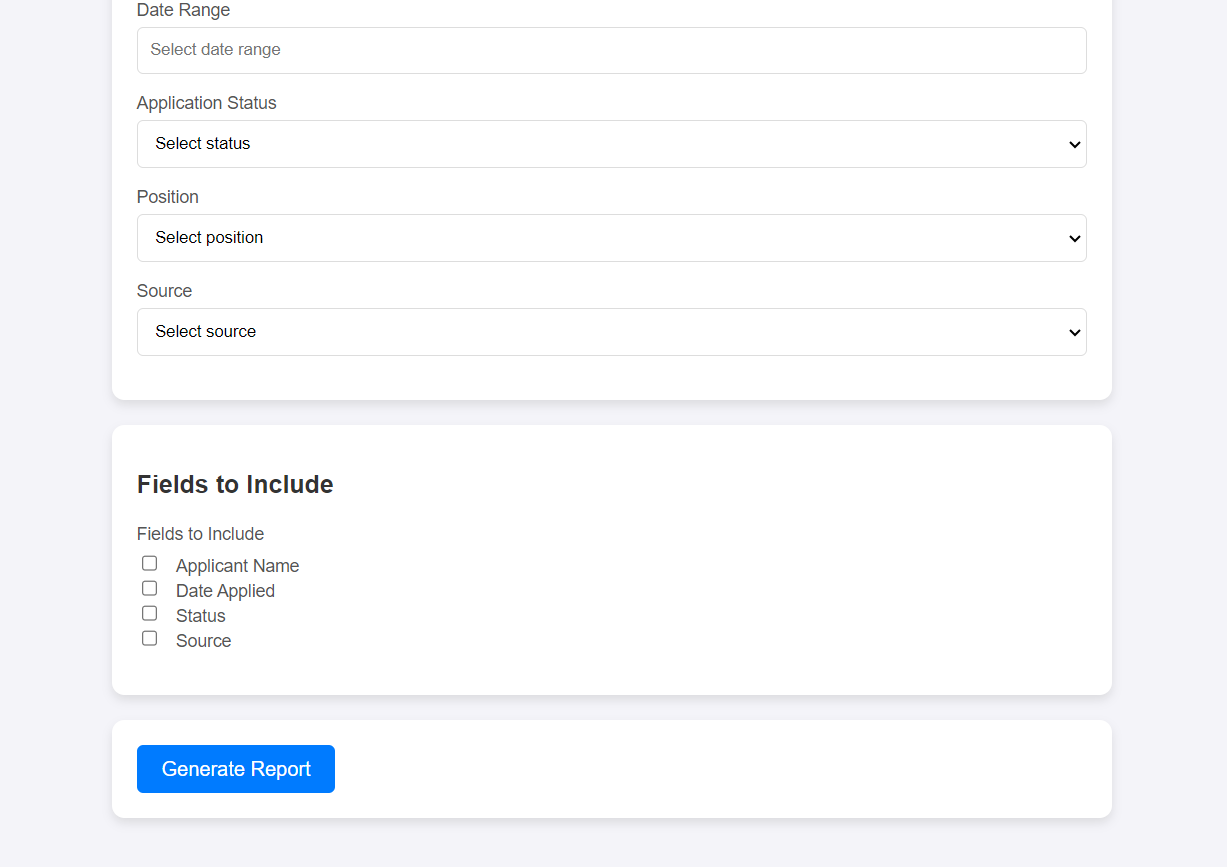 Date Range
Select date range
Application Status
Select status
Position
Select position
Source
Select source
Fields to Include
Fields to Include
Applicant Name
Date Applied
Status
Source
Generate Report